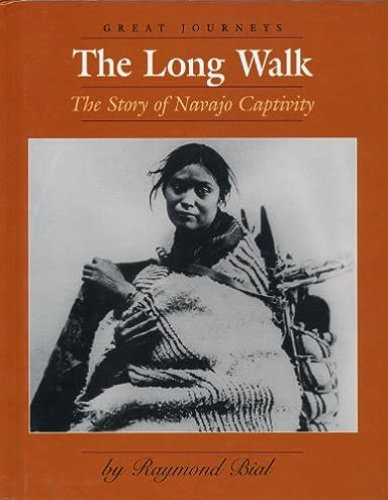 GREAT JOURNEYS
The Long Walk
The Story of Navajo Captivity
by Raymond Bial